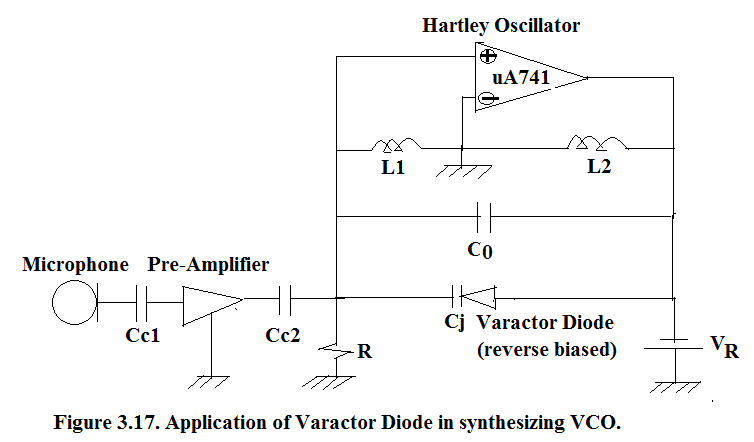 Hartley Oscillator
+
uA741
−
L1
L2
C0
Microphone Pre-Amplifier
Cc1
Cc2
Cj Varactor Diode
(reverse biased)
R
VR
Figure 3.17. Application of Varactor Diode in synthesizing VCO.